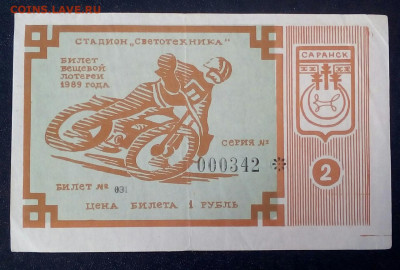 COINS.LAVE.RU
СТАДИОН „СВЕТОТЕХНИКА"
БИЛЕТ
ВЕЩЕВОЙ
ЛОТЕРЕИ
1989 ГОДА
САРАНСК
СЕРИЯ №
000342 *
БИЛЕТ № 031
2
ЦЕНА БИЛЕТА 1 РУБЛЬ